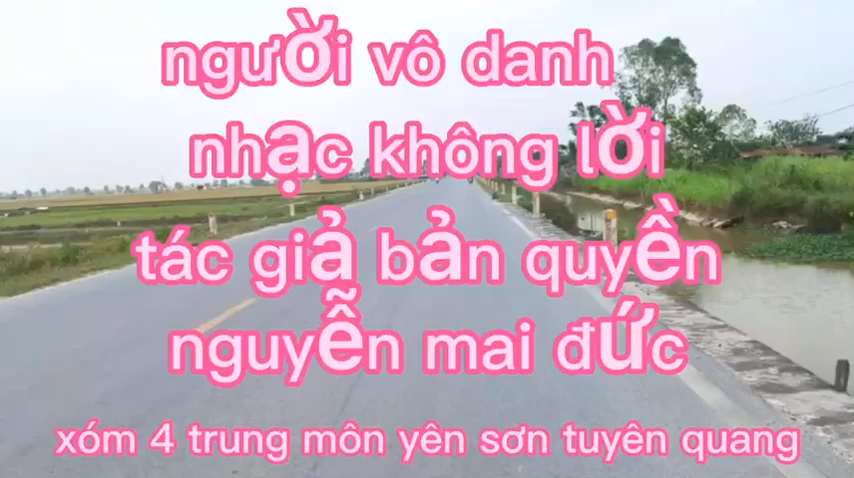 người vô danh
nhạc không lời
tác giả bản quyền
nguyễn mai đức
xóm 4 trung môn yên sơn tuyên quang